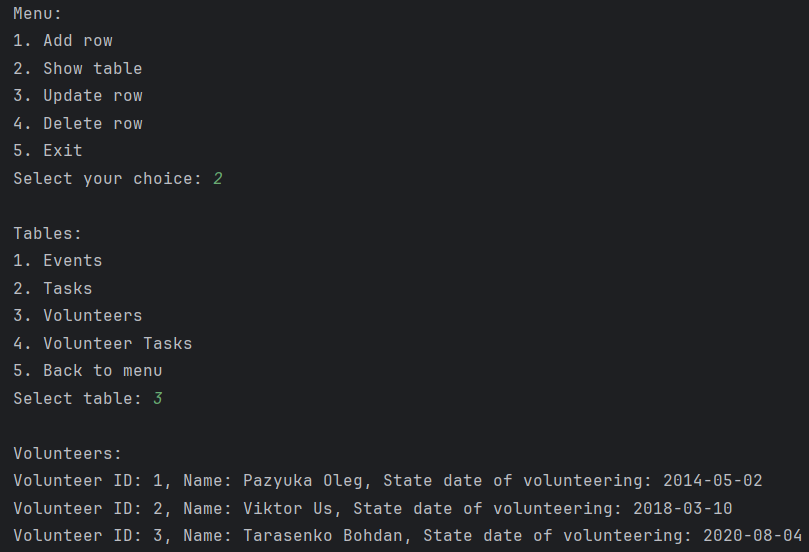 Menu:
1. Add row
2. Show table
3. Update row
4. Delete row
5. Exit
Select your choice: 2
Tables:
1. Events
2. Tasks
3. Volunteers
4. Volunteer Tasks
5. Back to menu
Select table: 3
Volunteers:
Volunteer ID: 1, Name: Pazyuka Oleg, State date of volunteering: 2014-05-02
Volunteer ID: 2, Name: Viktor Us, State date of volunteering: 2018-03-10
Volunteer ID: 3, Name: Tarasenko Bohdan, State date of volunteering: 2020-08-04